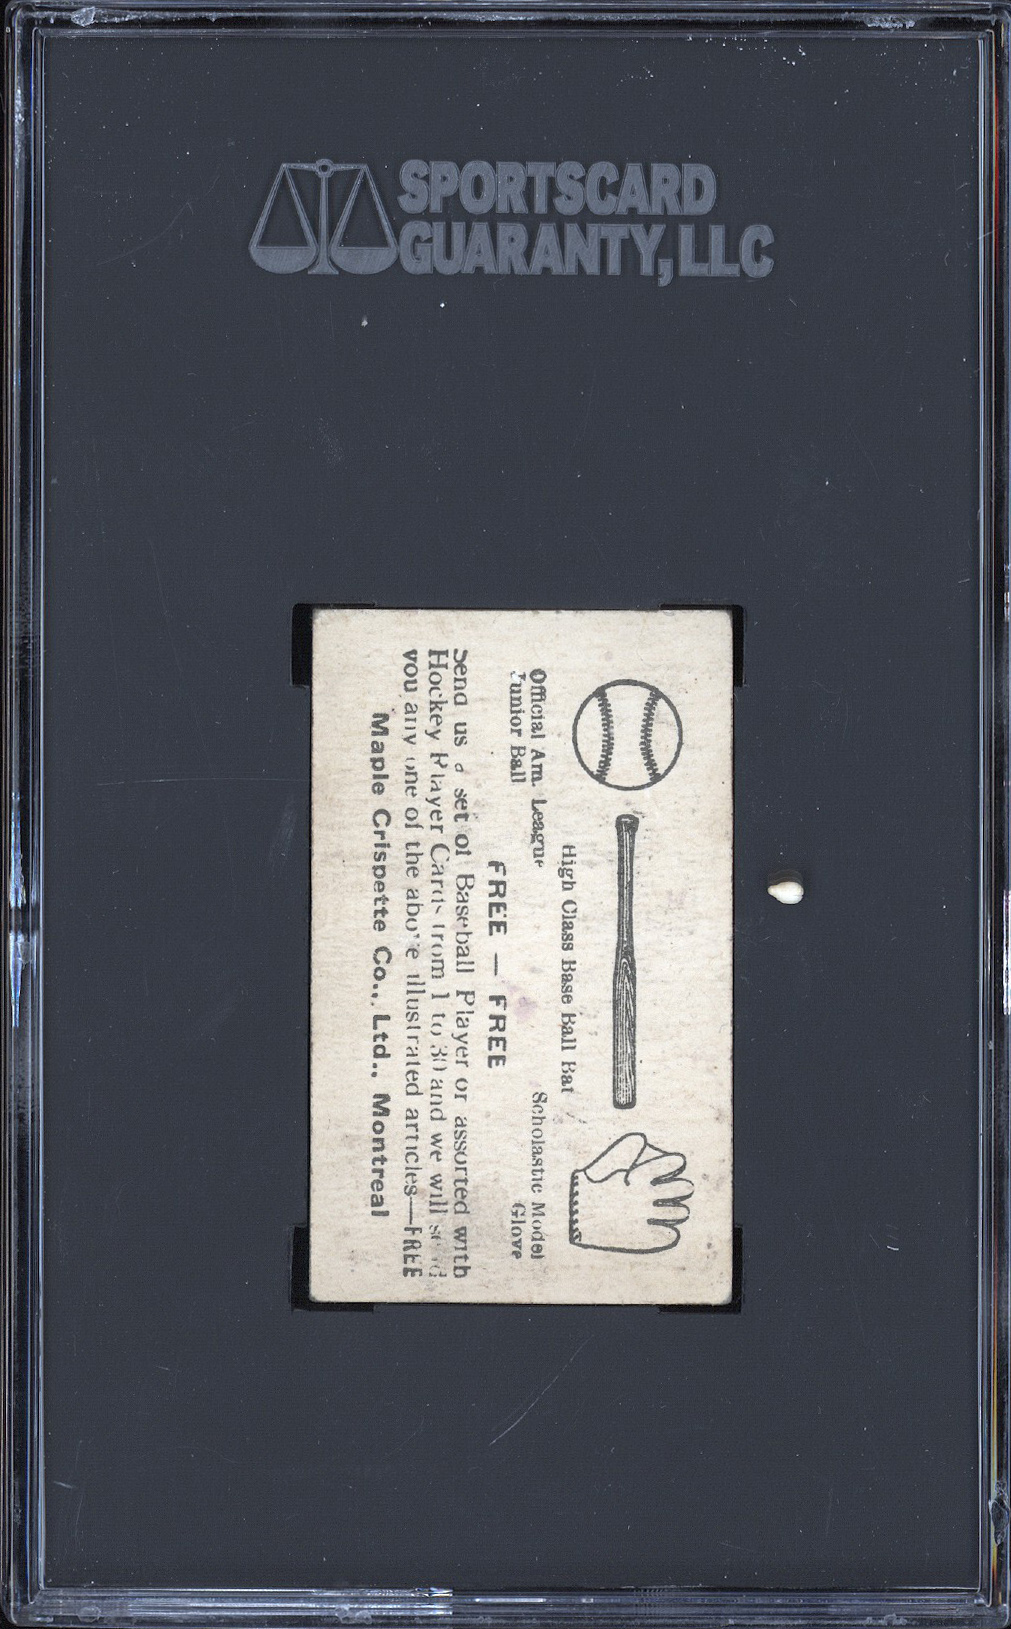 SPORTSCARD
GUARANTY, LLC
High Class Base Ball Bat
Official Am. League
Junior Ball
Scholastic Model
Glove
FREE — FREE
Send us a set of Baseball Player or assorted with
Hockey Player Cards from 1 to 30 and we will send
you any one of the above illustrated articles—FREE
Maple Crispette Co., Ltd., Montreal